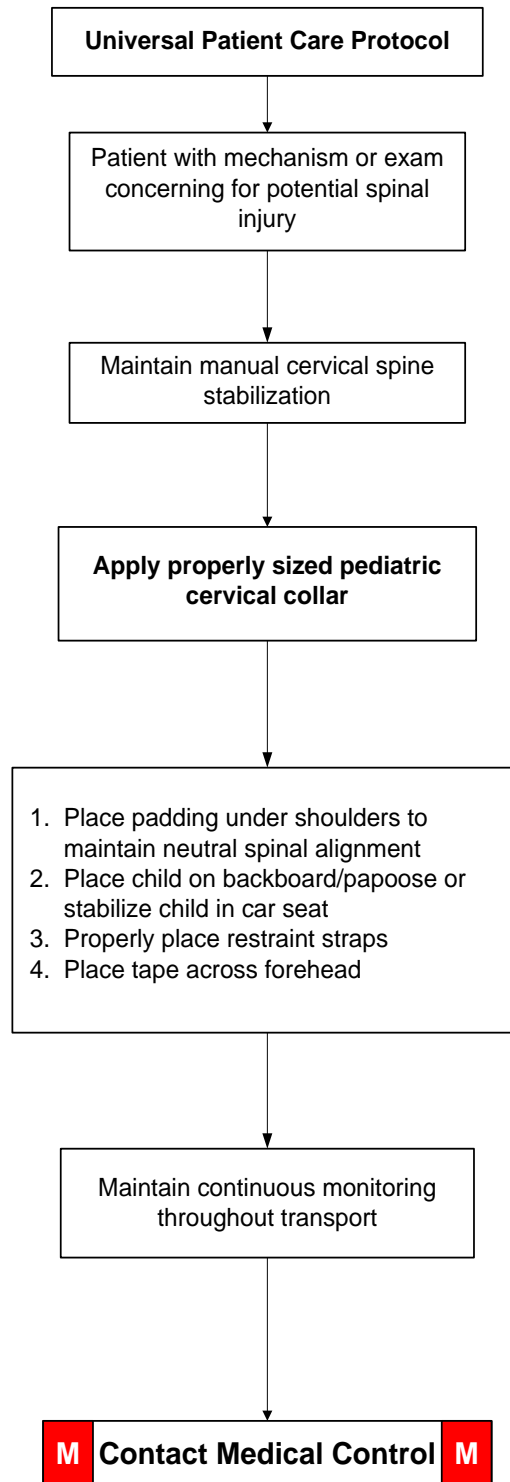 Universal Patient Care Protocol
Patient with mechanism or exam
concerning for potential spinal
injury
Maintain manual cervical spine
stabilization
Apply properly sized pediatric
cervical collar
1. Place padding under shoulders to
maintain neutral spinal alignment
2. Place child on backboard/papoose or
stabilize child in car seat
3. Properly place restraint straps
4. Place tape across forehead
Maintain continuous monitoring
throughout transport
M Contact Medical Control M